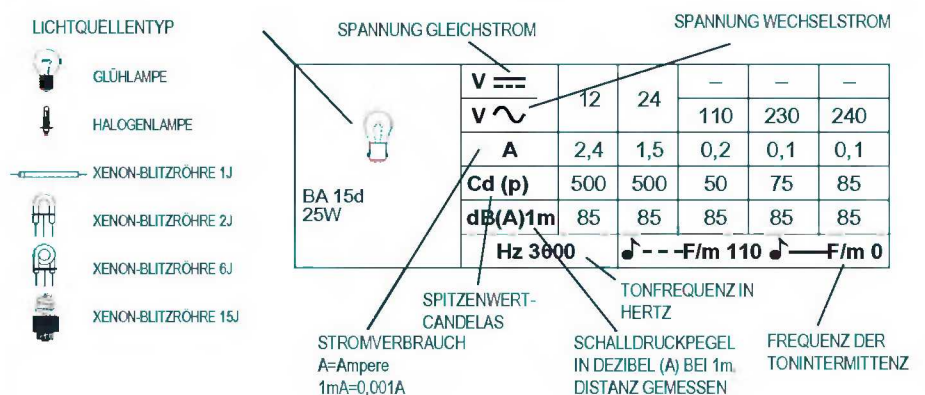 LICHTQUELLENTYP
GLÜHLAMPE
HALOGENLAMPE
XENON-BLITZRÖHRE 1J
XENON-BLITZRÖHRE 2J
XENON-BLITZRÖHRE 6J
XENON-BLITZRÖHRE 15J
SPANNUNG GLEICHSTROM
SPANNUNG WECHSELSTROM
BA 15d
25W
V 12 24 – – –
V 110 230 240
A 2,4 1,5 0,2 0,1 0,1
Cd (p) 500 500 50 75 85
dB(A)1m 85 85 85 85 85
Hz 3600 ♪---F/m 110 ♪—F/m 0
SPITZENWERT-
CANDELAS
STROMVERBRAUCH
A=Ampere
1mA=0,001A
TONFREQUENZ IN
HERTZ
SCHALLDRUCKPEGEL
IN DEZIBEL (A) BEI 1m.
DISTANZ GEMESSEN
FREQUENZ DER
TONINTERMITTENZ